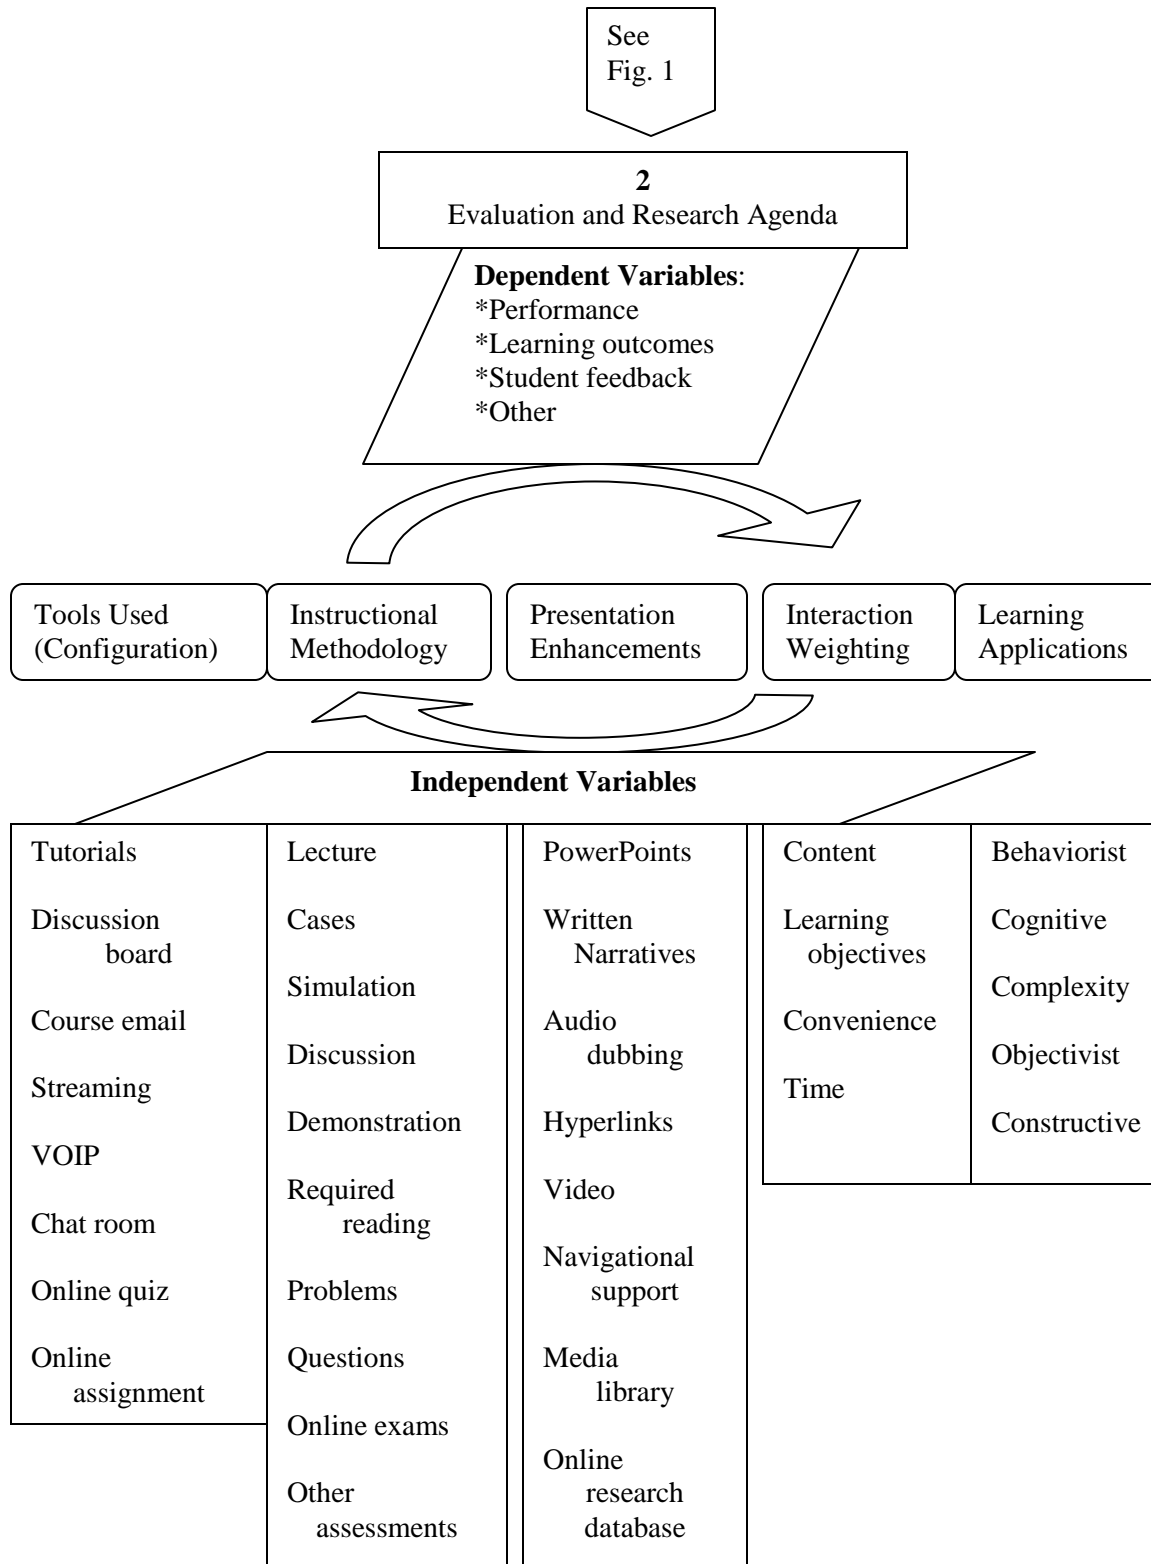 See
Fig. 1
2
Evaluation and Research Agenda
Dependent Variables:
*Performance
*Learning outcomes
*Student feedback
*Other
Tools Used
(Configuration)
Instructional
Methodology
Presentation
Enhancements
Interaction
Weighting
Learning
Applications
Independent Variables
Tutorials
Discussion
board
Course email
Streaming
VOIP
Chat room
Online quiz
Online
assignment
Lecture
Cases
Simulation
Discussion
Demonstration
Required
reading
Problems
Questions
Online exams
Other
assessments
PowerPoints
Written
Narratives
Audio
dubbing
Hyperlinks
Video
Navigational
support
Media
library
Online
research
database
Content
Learning
objectives
Convenience
Time
Behaviorist
Cognitive
Complexity
Objectivist
Constructive